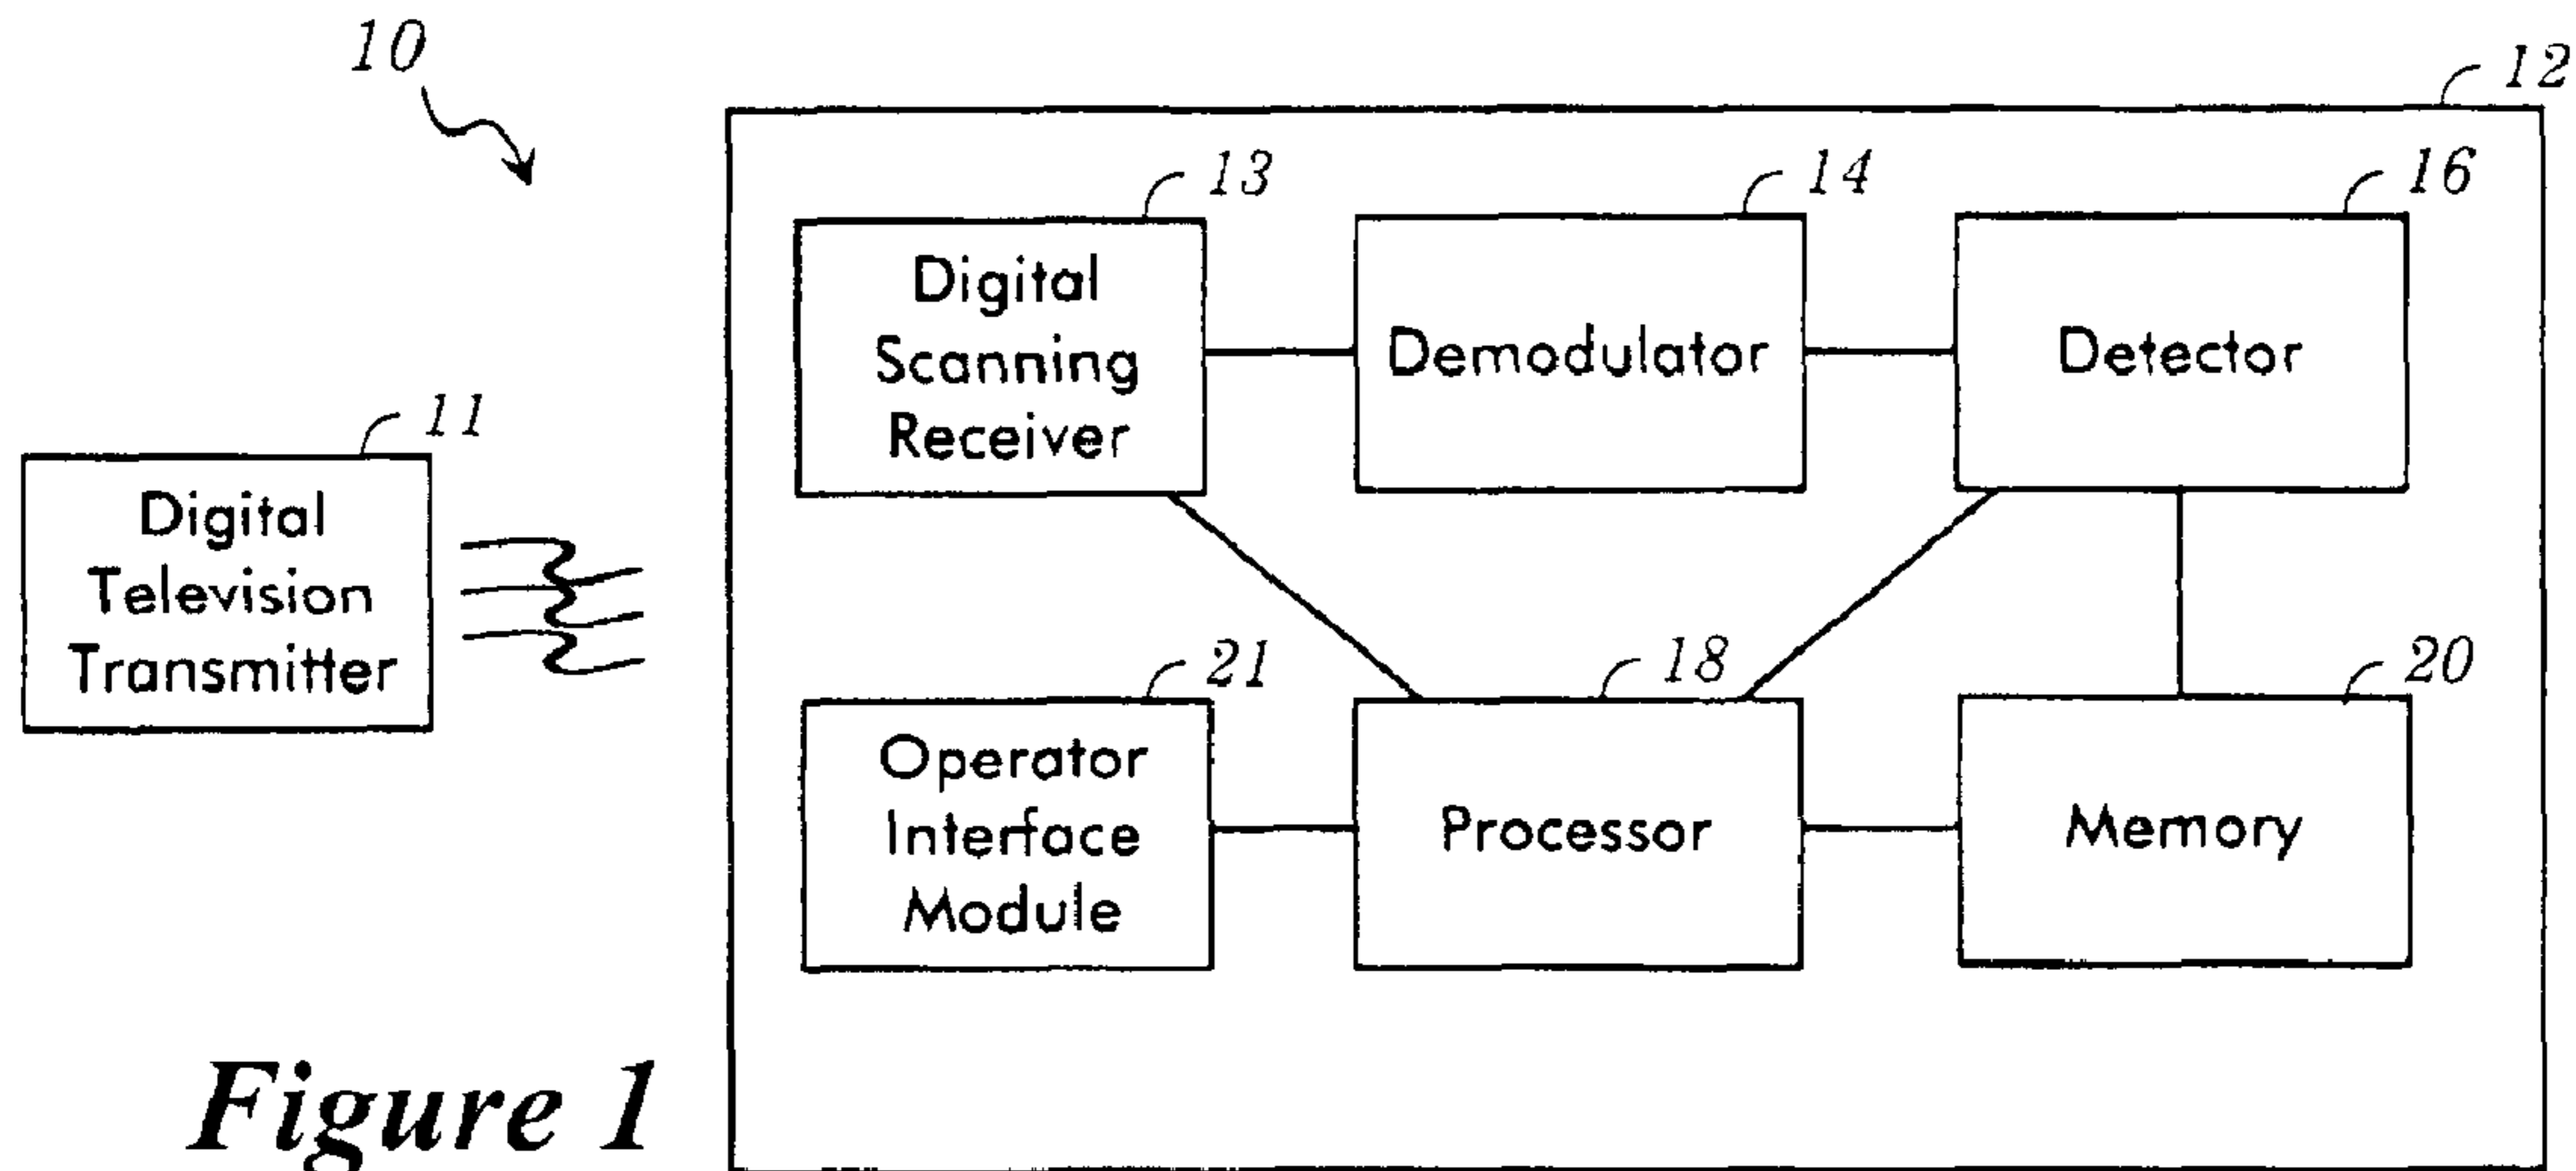 10
12
13
14
16
Digital
Scanning
Receiver
Demodulator
Detector
11
Digital
Television
Transmitter
21
18
20
Operator
Interface
Module
Processor
Memory
Figure 1